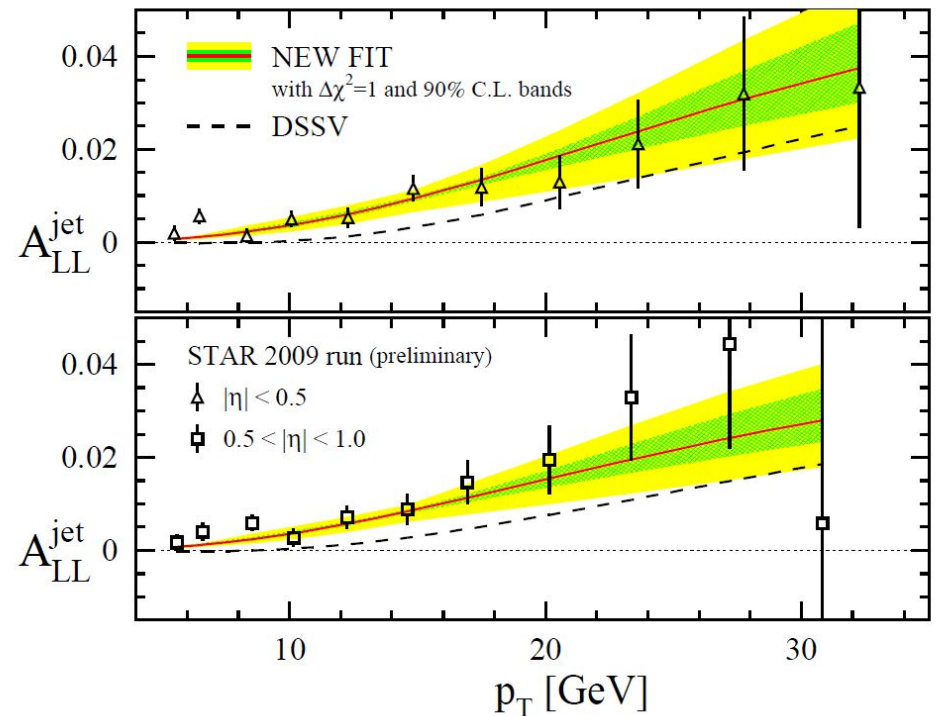 0.04
NEW FIT
with Δχ²=1 and 90% C.L. bands
DSSV
0.02
A_LL^jet
0
0.04
STAR 2009 run (preliminary)
|η| < 0.5
0.5 < |η| < 1.0
0.02
A_LL^jet
0
10 20 30
p_T [GeV]